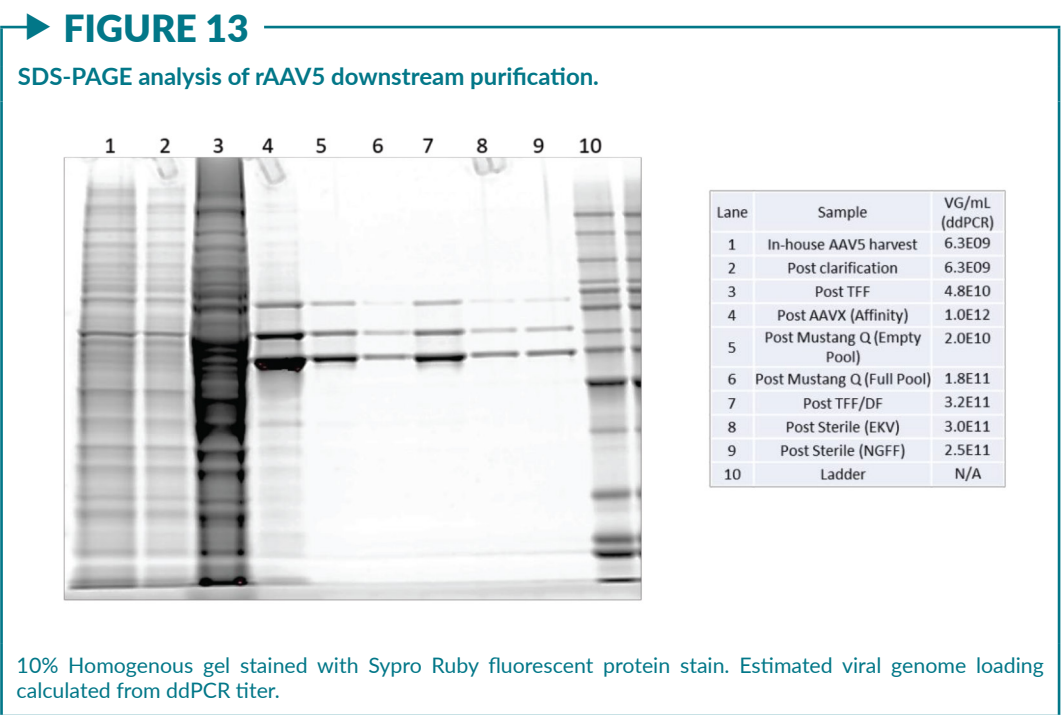 FIGURE 13
SDS-PAGE analysis of rAAV5 downstream purification.
1 2 3 4 5 6 7 8 9 10
Lane Sample VG/mL (ddPCR)
1 In-house AAV5 harvest 6.3E09
2 Post clarification 6.3E09
3 Post TFF 4.8E10
4 Post AAVX (Affinity) 1.0E12
5 Post Mustang Q (Empty Pool) 2.0E10
6 Post Mustang Q (Full Pool) 1.8E11
7 Post TFF/DF 3.2E11
8 Post Sterile (EKV) 3.0E11
9 Post Sterile (NGFF) 2.5E11
10 Ladder N/A
10% Homogenous gel stained with Sypro Ruby fluorescent protein stain. Estimated viral genome loading
calculated from ddPCR titer.